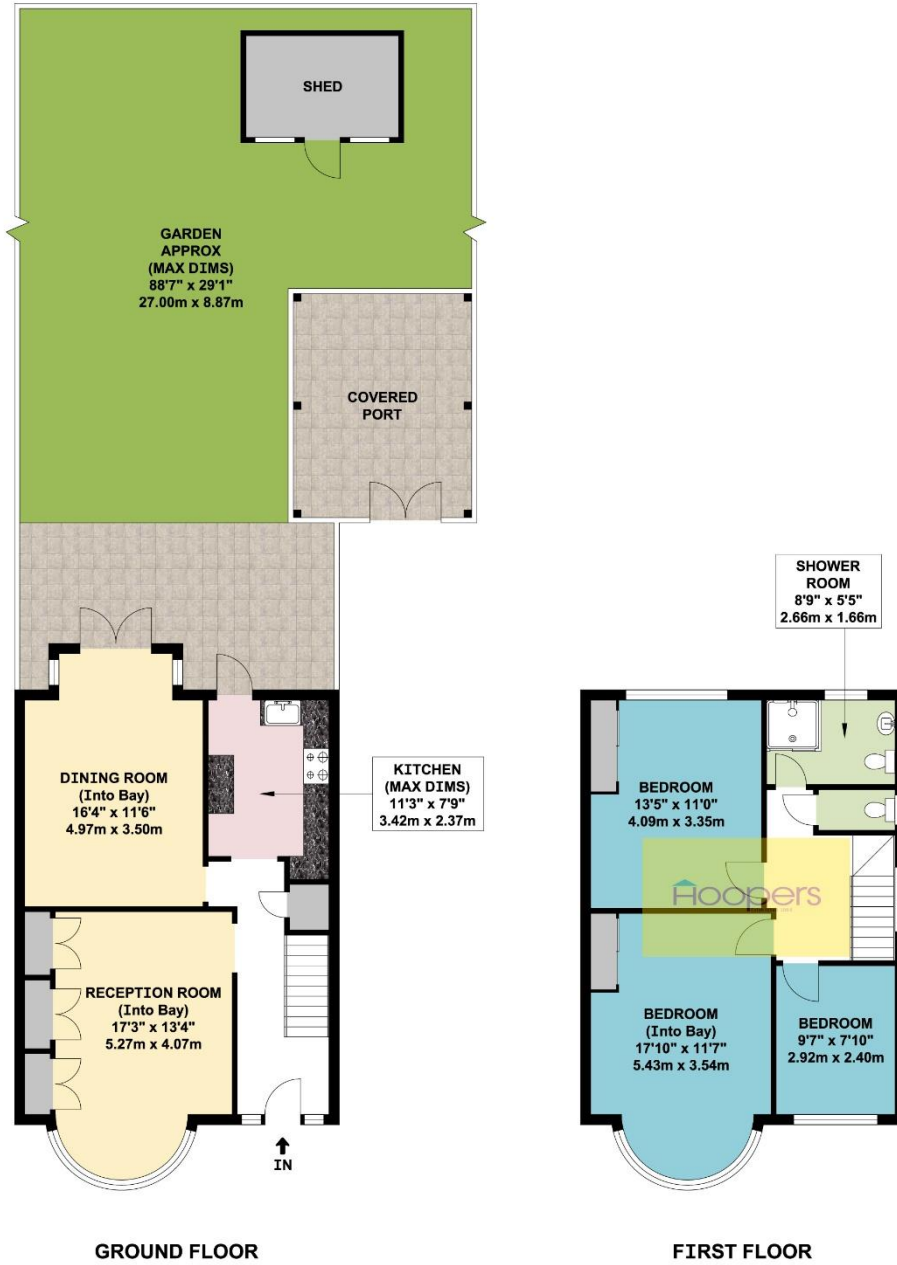 SHED
GARDEN
APPROX
(MAX DIMS)
88'7" x 29'1"
27.00m x 8.87m
COVERED
PORT
DINING ROOM
(Into Bay)
16'4" x 11'6"
4.97m x 3.50m
KITCHEN
(MAX DIMS)
11'3" x 7'9"
3.42m x 2.37m
RECEPTION ROOM
(Into Bay)
17'3" x 13'4"
5.27m x 4.07m
IN
GROUND FLOOR
SHOWER
ROOM
8'9" x 5'5"
2.66m x 1.66m
BEDROOM
13'5" x 11'0"
4.09m x 3.35m
Hoopers
BEDROOM
(Into Bay)
17'10" x 11'7"
5.43m x 3.54m
BEDROOM
9'7" x 7'10"
2.92m x 2.40m
FIRST FLOOR